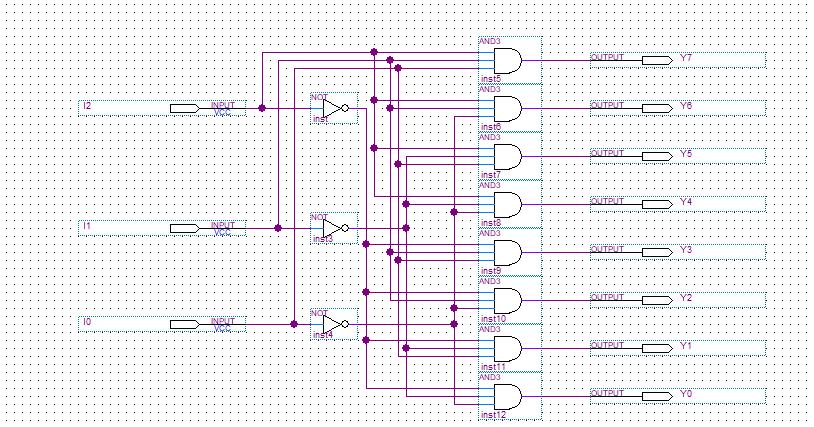 AND3
OUTPUT Y7
inst5
AND3
I2 INPUT VCC
NOT
inst
OUTPUT Y6
inst6
AND3
OUTPUT Y5
inst7
AND3
OUTPUT Y4
inst8
I1 INPUT VCC
NOT
inst3
AND3
OUTPUT Y3
inst9
AND3
OUTPUT Y2
inst10
I0 INPUT VCC
NOT
inst4
AND3
OUTPUT Y1
inst11
AND3
OUTPUT Y0
inst12